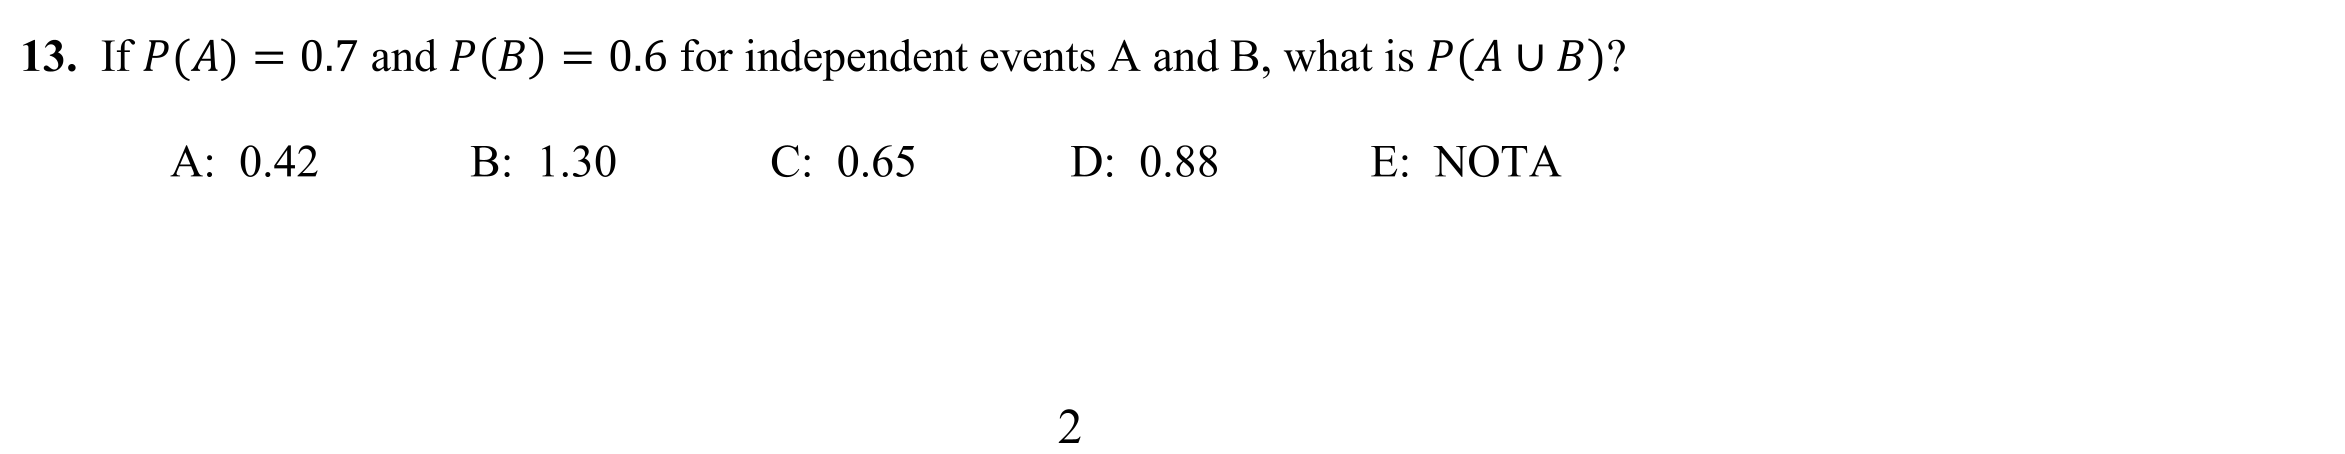 13. If P(A) = 0.7 and P(B) = 0.6 for independent events A and B, what is P(A ∪ B)?
A: 0.42 B: 1.30 C: 0.65 D: 0.88 E: NOTA
2